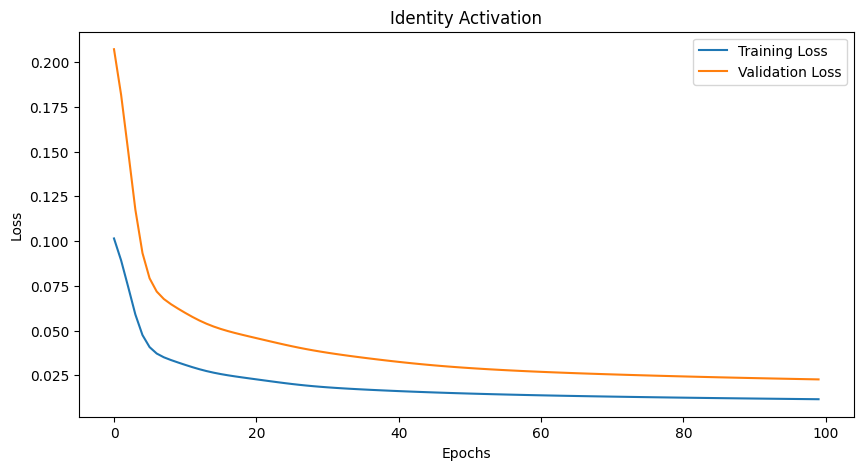 Identity Activation
Training Loss
Validation Loss
0.200
0.175
0.150
0.125
0.100
0.075
0.050
0.025
Loss
0
20
40
60
80
100
Epochs